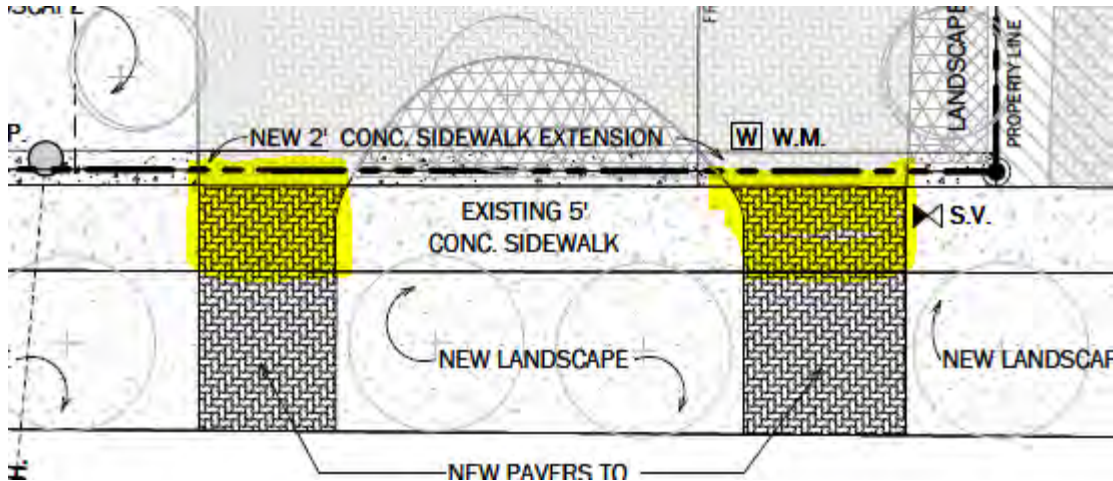 NEW 2' CONC. SIDEWALK EXTENSION
W W.M.
LANDSCAPE
PROPERTY LINE
P.
EXISTING 5'
CONC. SIDEWALK
S.V.
NEW LANDSCAPE
NEW LANDSCAP
H.
NEW PAVERS TO